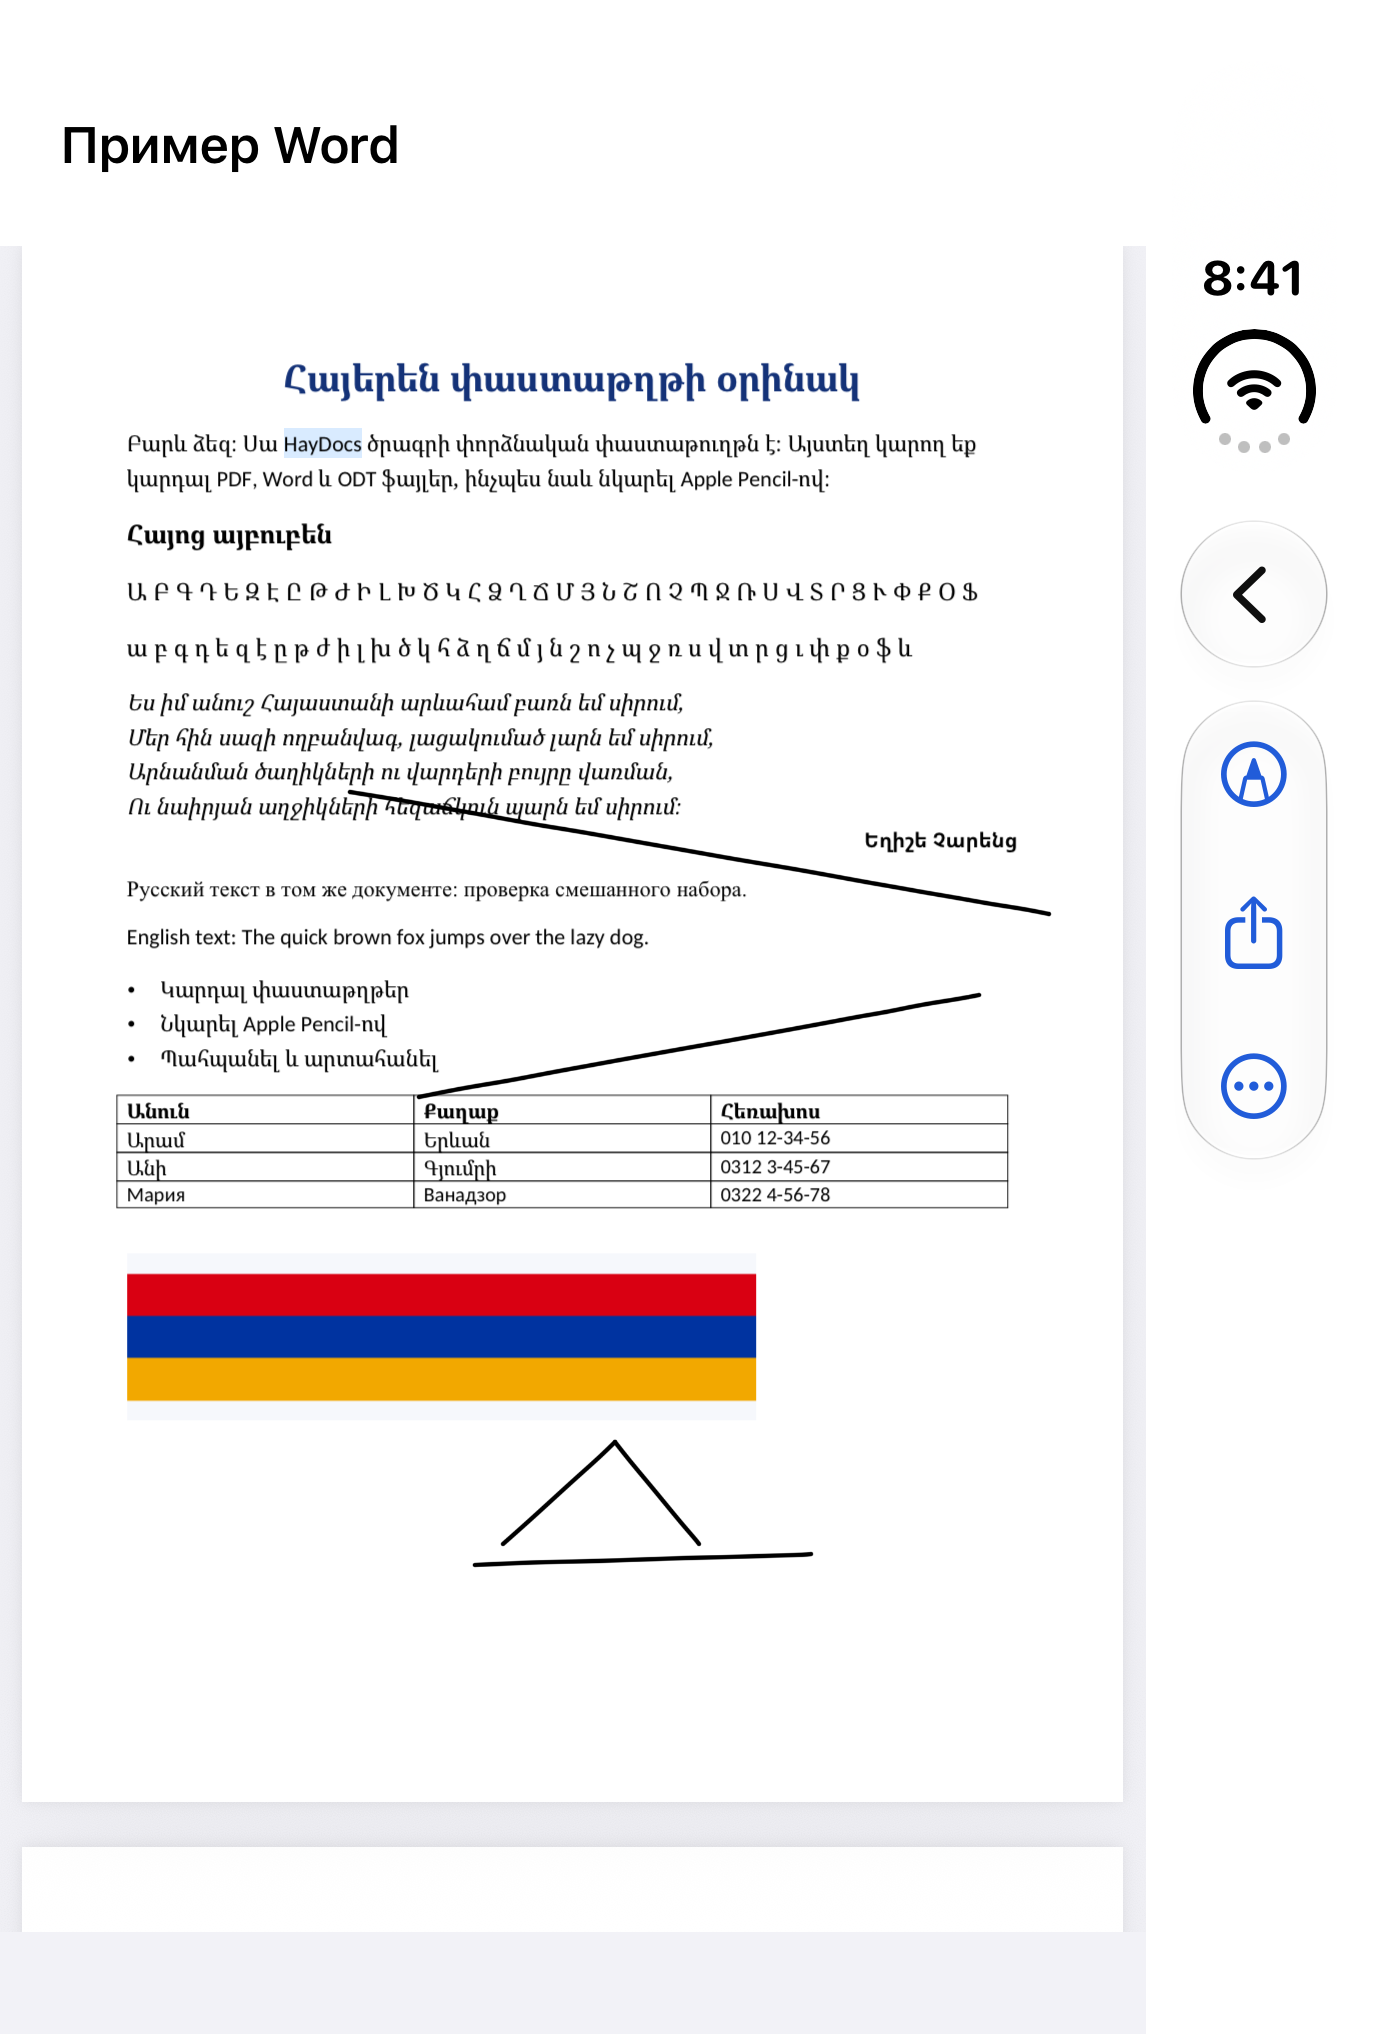 Пример Word
8:41
Հայերեն փաստաթղթի օրինակ
Բարև ձեզ։ Սա HayDocs ծրագրի փորձնական փաստաթուղթն է։ Այստեղ կարող եք
կարդալ PDF, Word և ODT ֆայլեր, ինչպես նաև նկարել Apple Pencil-ով։
Հայոց այբուբեն
Ա Բ Գ Դ Ե Զ Է Ը Թ Ժ Ի Լ Խ Ծ Կ Հ Ձ Ղ Ճ Մ Յ Ն Շ Ո Չ Պ Ջ Ռ Ս Վ Տ Ր Ց Ւ Փ Ք Օ Ֆ
ա բ գ դ ե զ է ը թ ժ ի լ խ ծ կ հ ձ ղ ճ մ յ ն շ ո չ պ ջ ռ ս վ տ ր ց ւ փ ք օ ֆ և
Ես իմ անուշ Հայաստանի արևահամ բառն եմ սիրում,
Մեր հին սազի ողբանվագ, լացակումած լարն եմ սիրում,
Արնանման ծաղիկների ու վարդերի բույրը վառման,
Ու նաիրյան աղջիկների հեզաճկուն պարն եմ սիրում։
Եղիշե Չարենց
Русский текст в том же документе: проверка смешанного набора.
English text: The quick brown fox jumps over the lazy dog.
• Կարդալ փաստաթղթեր
• Նկարել Apple Pencil-ով
• Պահպանել և արտահանել
Անուն Քաղաք Հեռախոս
Արամ Երևան 010 12-34-56
Անի Գյումրի 0312 3-45-67
Мария Ванадзор 0322 4-56-78